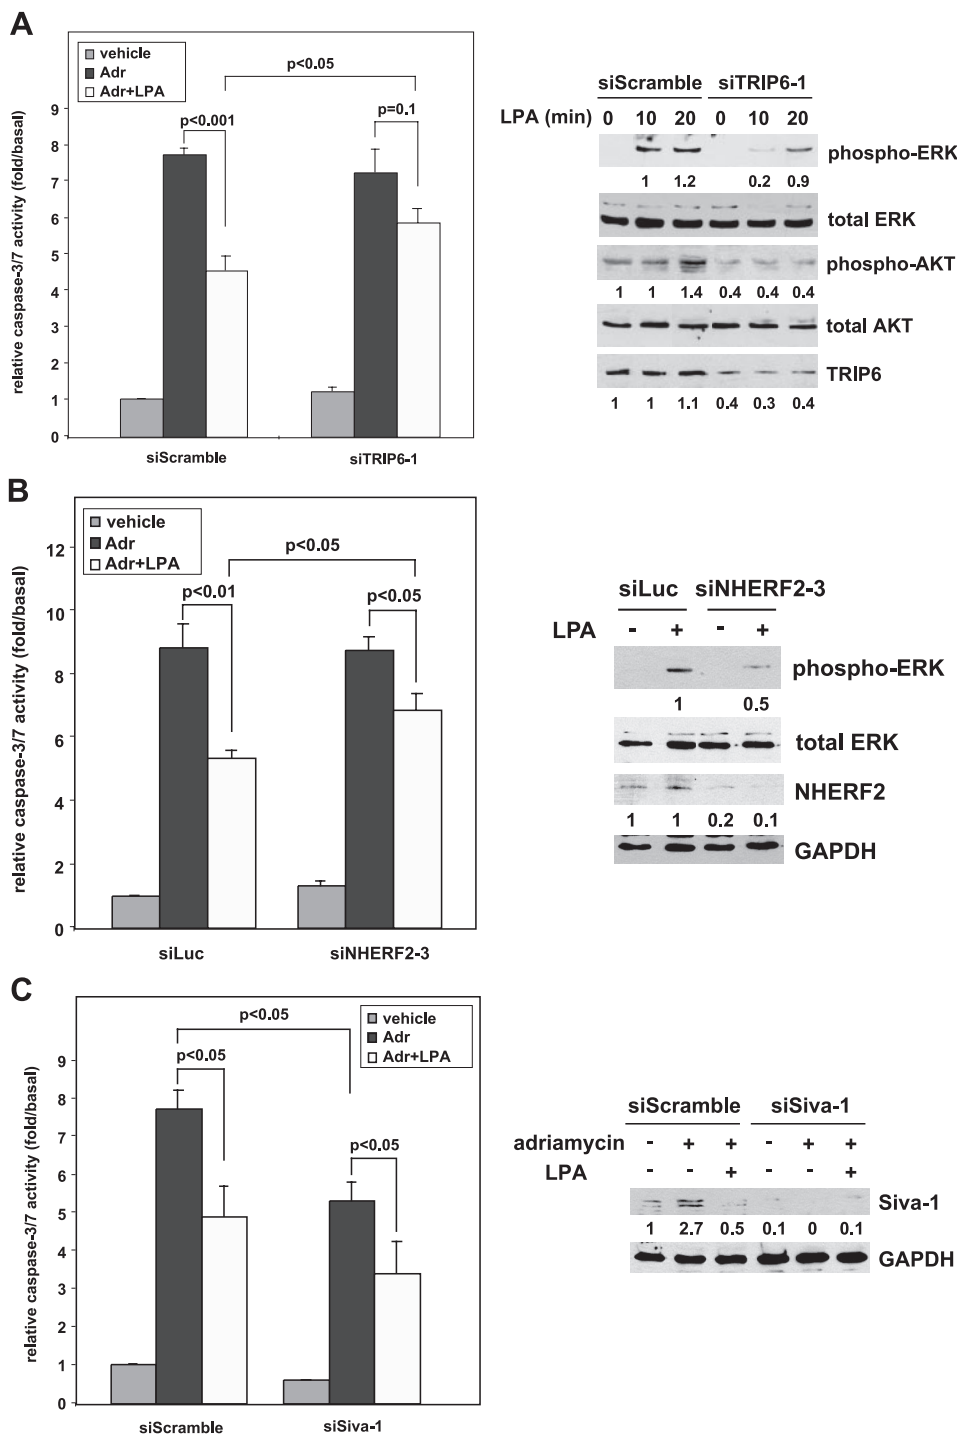 A
vehicle
Adr
Adr+LPA
p<0.05
p<0.001
p=0.1
relative caspase-3/7 activity (fold/basal)
9
8
7
6
5
4
3
2
1
0
siScramble siTRIP6-1
siScramble siTRIP6-1
LPA (min) 0 10 20 0 10 20
phospho-ERK
1 1.2 0.2 0.9
total ERK
phospho-AKT
1 1 1.4 0.4 0.4 0.4
total AKT
TRIP6
1 1 1.1 0.4 0.3 0.4
B
vehicle
Adr
Adr+LPA
p<0.05
p<0.01
p<0.05
relative caspase-3/7 activity (fold/basal)
12
10
8
6
4
2
0
siLuc siNHERF2-3
siLuc siNHERF2-3
LPA - + - +
phospho-ERK
1 0.5
total ERK
NHERF2
1 1 0.2 0.1
GAPDH
C
vehicle
Adr
Adr+LPA
p<0.05
p<0.05
p<0.05
relative caspase-3/7 activity (fold/basal)
9
8
7
6
5
4
3
2
1
0
siScramble siSiva-1
siScramble siSiva-1
adriamycin - + + - + +
LPA - - + - - +
Siva-1
1 2.7 0.5 0.1 0 0.1
GAPDH